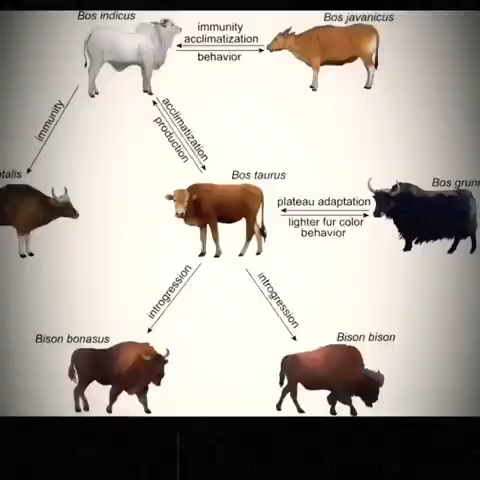 Bos indicus
Bos javanicus
immunity
acclimatization
behavior
immunity
acclimatization
production
Bos taurus
plateau adaptation
lighter fur color
behavior
introgression
introgression
Bison bonasus
Bison bison